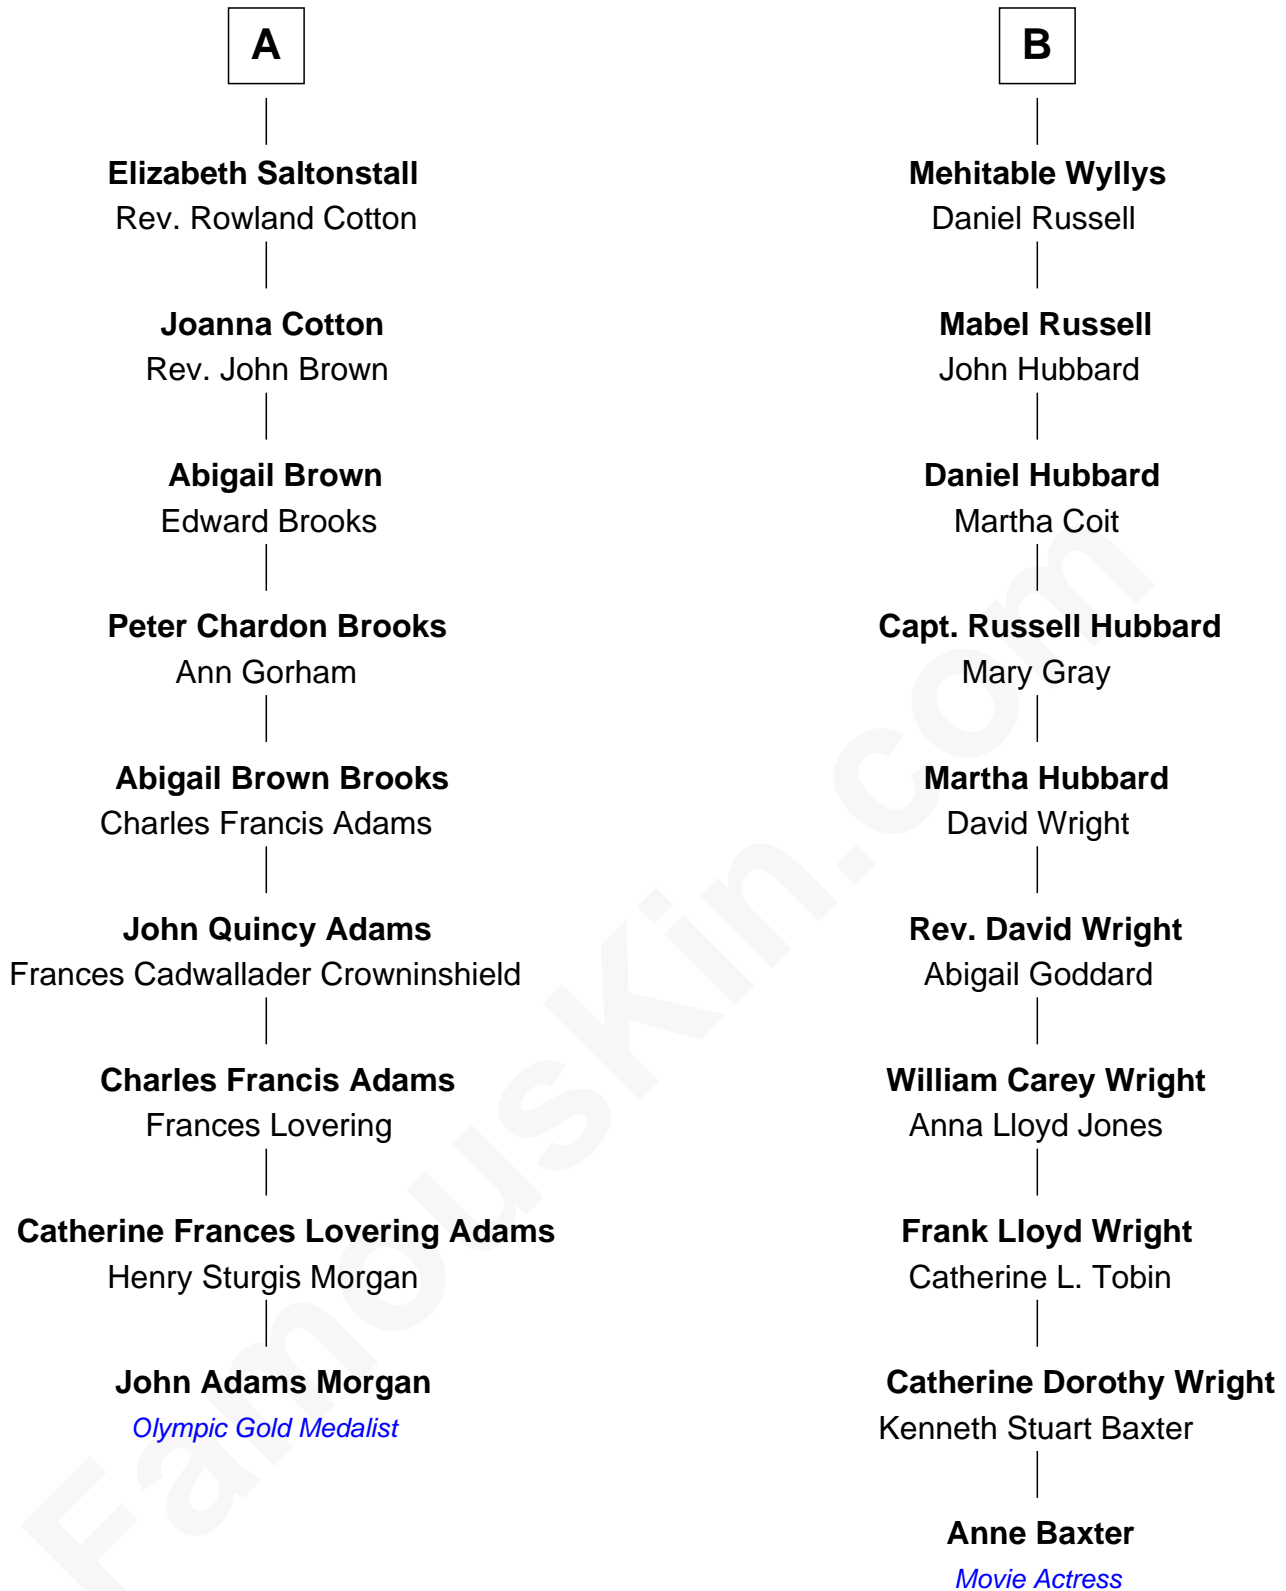 A
Elizabeth Saltonstall
Rev. Rowland Cotton
Joanna Cotton
Rev. John Brown
Abigail Brown
Edward Brooks
Peter Chardon Brooks
Ann Gorham
Abigail Brown Brooks
Charles Francis Adams
John Quincy Adams
Frances Cadwallader Crowninshield
Charles Francis Adams
Frances Lovering
Catherine Frances Lovering Adams
Henry Sturgis Morgan
John Adams Morgan
Olympic Gold Medalist
B
Mehitable Wyllys
Daniel Russell
Mabel Russell
John Hubbard
Daniel Hubbard
Martha Coit
Capt. Russell Hubbard
Mary Gray
Martha Hubbard
David Wright
Rev. David Wright
Abigail Goddard
William Carey Wright
Anna Lloyd Jones
Frank Lloyd Wright
Catherine L. Tobin
Catherine Dorothy Wright
Kenneth Stuart Baxter
Anne Baxter
Movie Actress
FamousKin.com